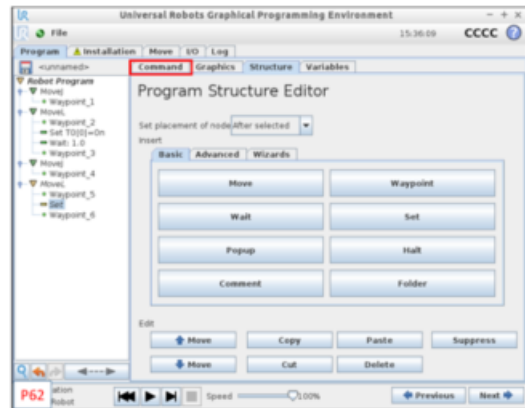 Universal Robots Graphical Programming Environment
File
15:36:09 CCCC ?
Program Installation Move I/O Log
<unnamed>
Command Graphics Structure Variables
Robot Program
MoveJ
Waypoint_1
MoveL
Waypoint_2
Set TO[0]=On
Wait: 1.0
Waypoint_3
MoveJ
Waypoint_4
MoveL
Waypoint_5
Set
Waypoint_6
Program Structure Editor
Set placement of node After selected
Insert
Basic Advanced Wizards
Move Waypoint
Wait Set
Popup Halt
Comment Folder
Edit
Move Copy Paste Suppress
Move Cut Delete
P62
ation
Robot
Speed 100%
Previous Next